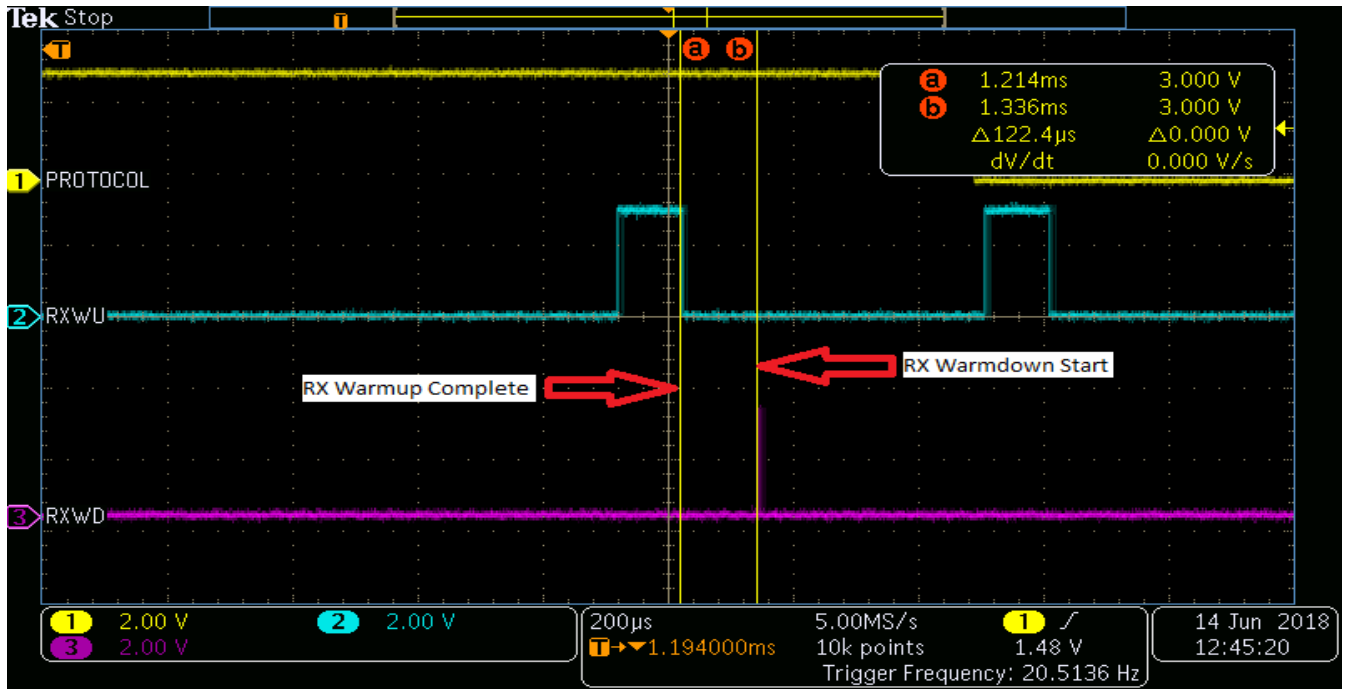 Tek Stop
T
T
a b
a 1.214ms 3.000 V
b 1.336ms 3.000 V
△122.4µs △0.000 V
dV/dt 0.000 V/s
1 PROTOCOL
2 RXWU
RX Warmup Complete
RX Warmdown Start
3 RXWD
1 2.00 V 2 2.00 V
3 2.00 V
200µs 5.00MS/s 1
T→▼1.194000ms 10k points 1.48 V
Trigger Frequency: 20.5136 Hz
14 Jun 2018
12:45:20